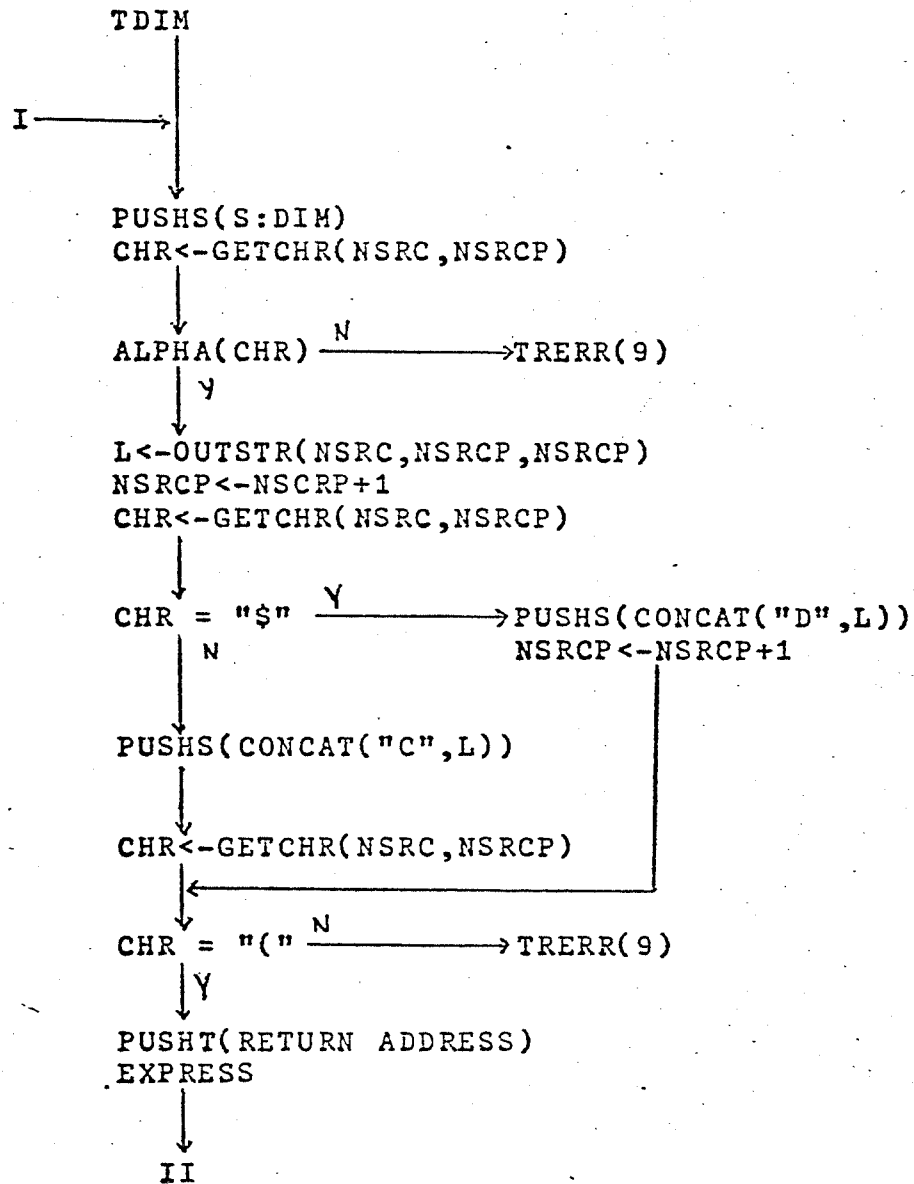 TDIM
I
PUSHS(S:DIM)
CHR<-GETCHR(NSRC,NSRCP)
ALPHA(CHR) N TRERR(9)
Y
L<-OUTSTR(NSRC,NSRCP,NSRCP)
NSRCP<-NSCRP+1
CHR<-GETCHR(NSRC,NSRCP)
CHR = "$" Y PUSHS(CONCAT("D",L))
N NSRCP<-NSRCP+1
PUSHS(CONCAT("C",L))
CHR<-GETCHR(NSRC,NSRCP)
CHR = "(" N TRERR(9)
Y
PUSHT(RETURN ADDRESS)
EXPRESS
II